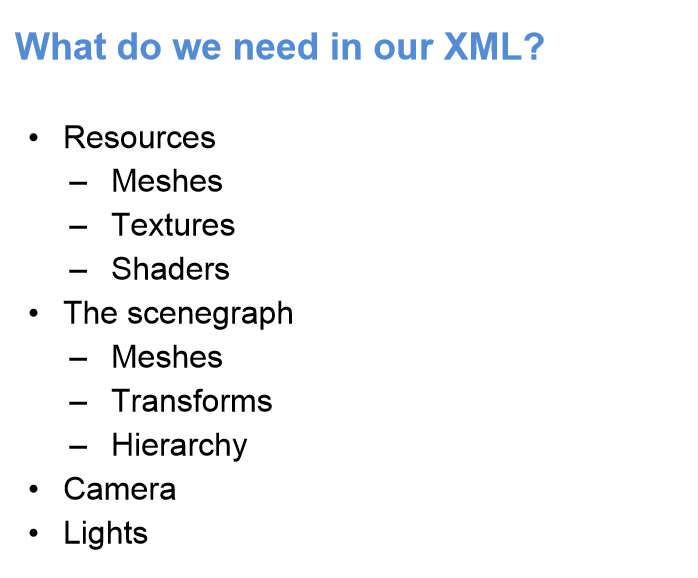 What do we need in our XML?
• Resources
– Meshes
– Textures
– Shaders
• The scenegraph
– Meshes
– Transforms
– Hierarchy
• Camera
• Lights